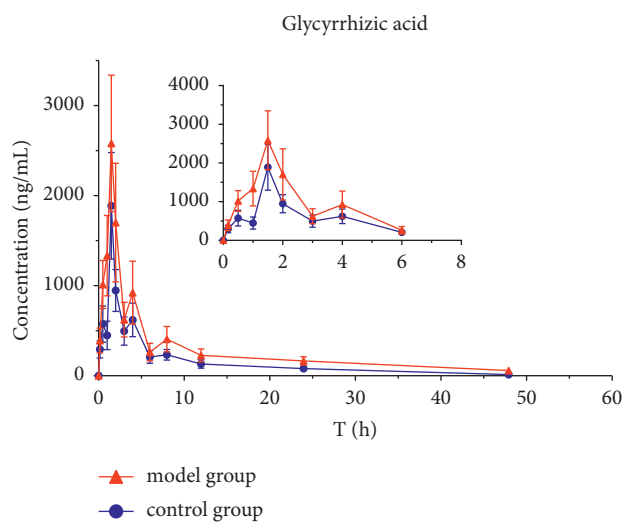 Glycyrrhizic acid
Concentration (ng/mL)
3000
2000
1000
0
0 10 20 30 40 50 60
T (h)
4000
3000
2000
1000
0
0 2 4 6 8
model group
control group